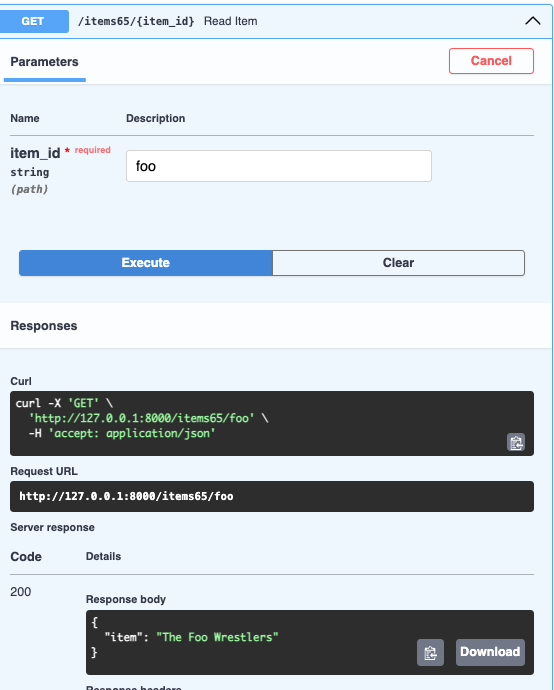 GET /items65/{item_id} Read Item
Parameters Cancel
Name Description
item_id * required
string
(path)
foo
Execute Clear
Responses
Curl
curl -X 'GET' \
  'http://127.0.0.1:8000/items65/foo' \
  -H 'accept: application/json'
Request URL
http://127.0.0.1:8000/items65/foo
Server response
Code Details
200
Response body
{
  "item": "The Foo Wrestlers"
}
Download
Response headers